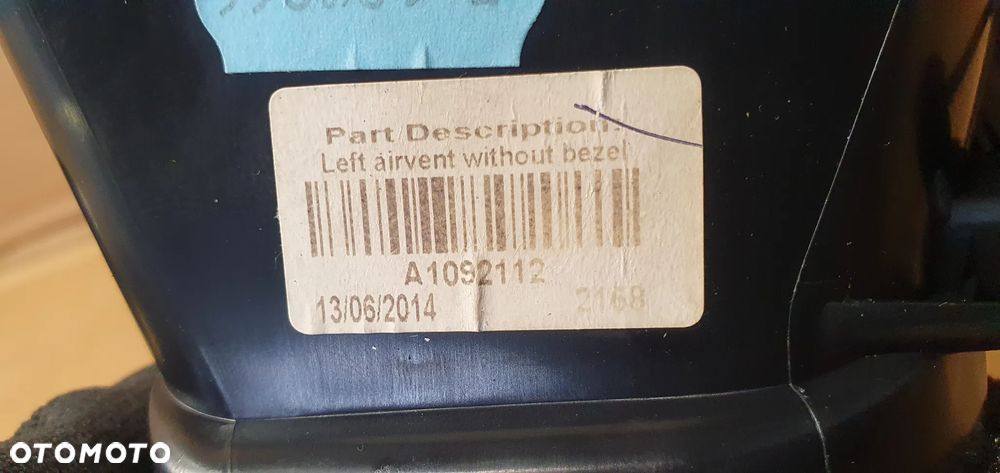 Part Description:
Left airvent without bezel
A1092112
13/06/2014 2168
OTOMOTO